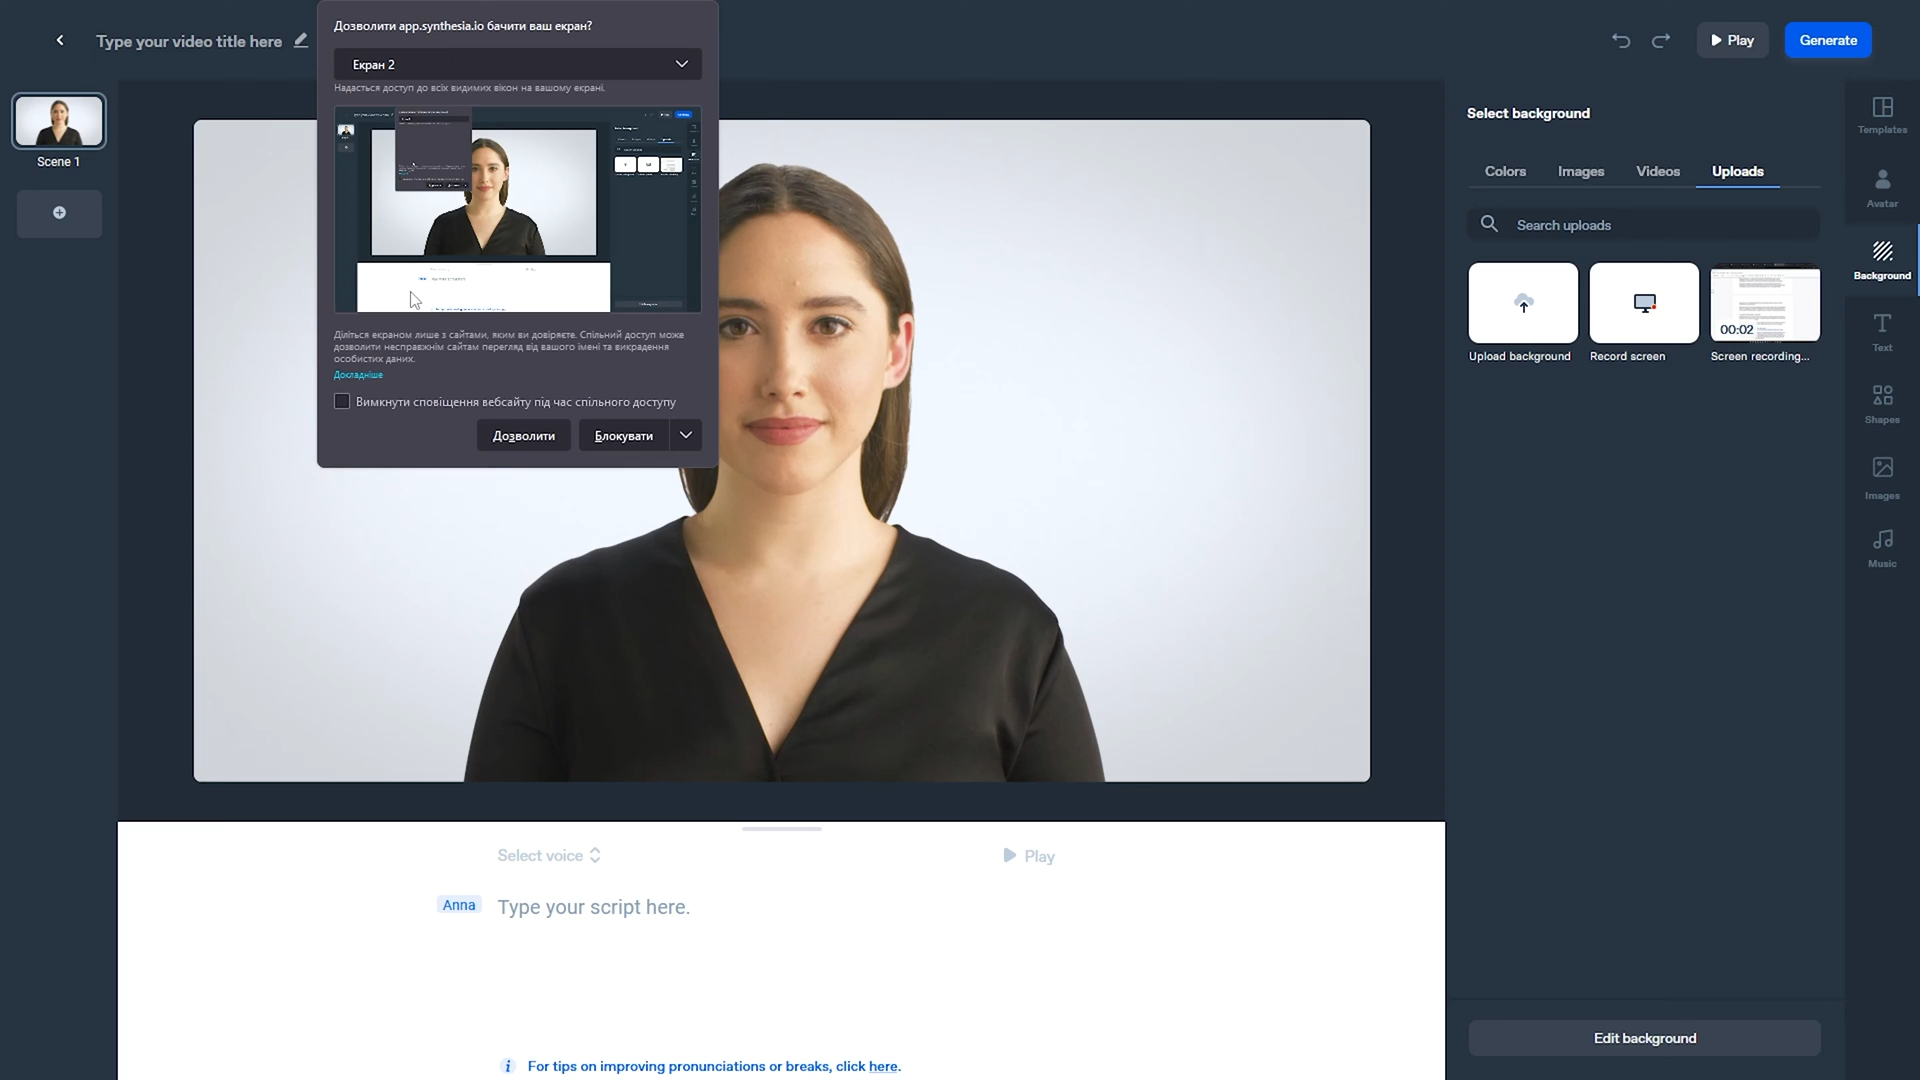 Type your video title here
Дозволити app.synthesia.io бачити ваш екран?
Екран 2
Надасться доступ до всіх видимих вікон на вашому екрані.
Діліться екраном лише з сайтами, яким ви довіряєте. Спільний доступ може
дозволити несправжнім сайтам перегляд від вашого імені та викрадення
особистих даних.
Докладніше
Вимкнути сповіщення вебсайту під час спільного доступу
Дозволити
Блокувати
Play
Generate
Scene 1
Select background
Colors
Images
Videos
Uploads
Search uploads
00:02
Upload background
Record screen
Screen recording...
Templates
Avatar
Background
Text
Shapes
Images
Music
Select voice
Play
Anna
Type your script here.
For tips on improving pronunciations or breaks, click here.
Edit background